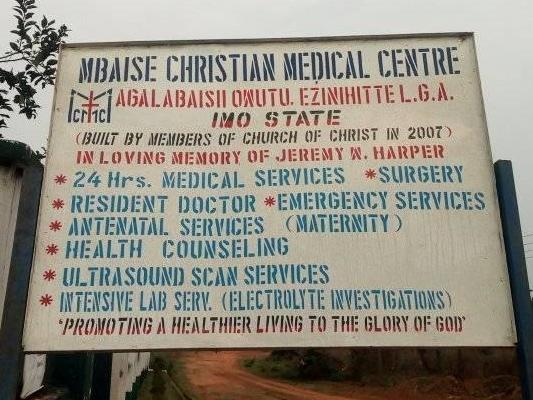 MBAISE CHRISTIAN MEDICAL CENTRE
CMC AGALABAISII OWUTU. EZINIHITTE L.G.A.
IMO STATE
(BUILT BY MEMBERS OF CHURCH OF CHRIST IN 2007)
IN LOVING MEMORY OF JEREMY W. HARPER
* 24 Hrs. MEDICAL SERVICES * SURGERY
* RESIDENT DOCTOR * EMERGENCY SERVICES
* ANTENATAL SERVICES (MATERNITY)
* HEALTH COUNSELING
* ULTRASOUND SCAN SERVICES
* INTENSIVE LAB SERV. (ELECTROLYTE INVESTIGATIONS)
'PROMOTING A HEALTHIER LIVING TO THE GLORY OF GOD'